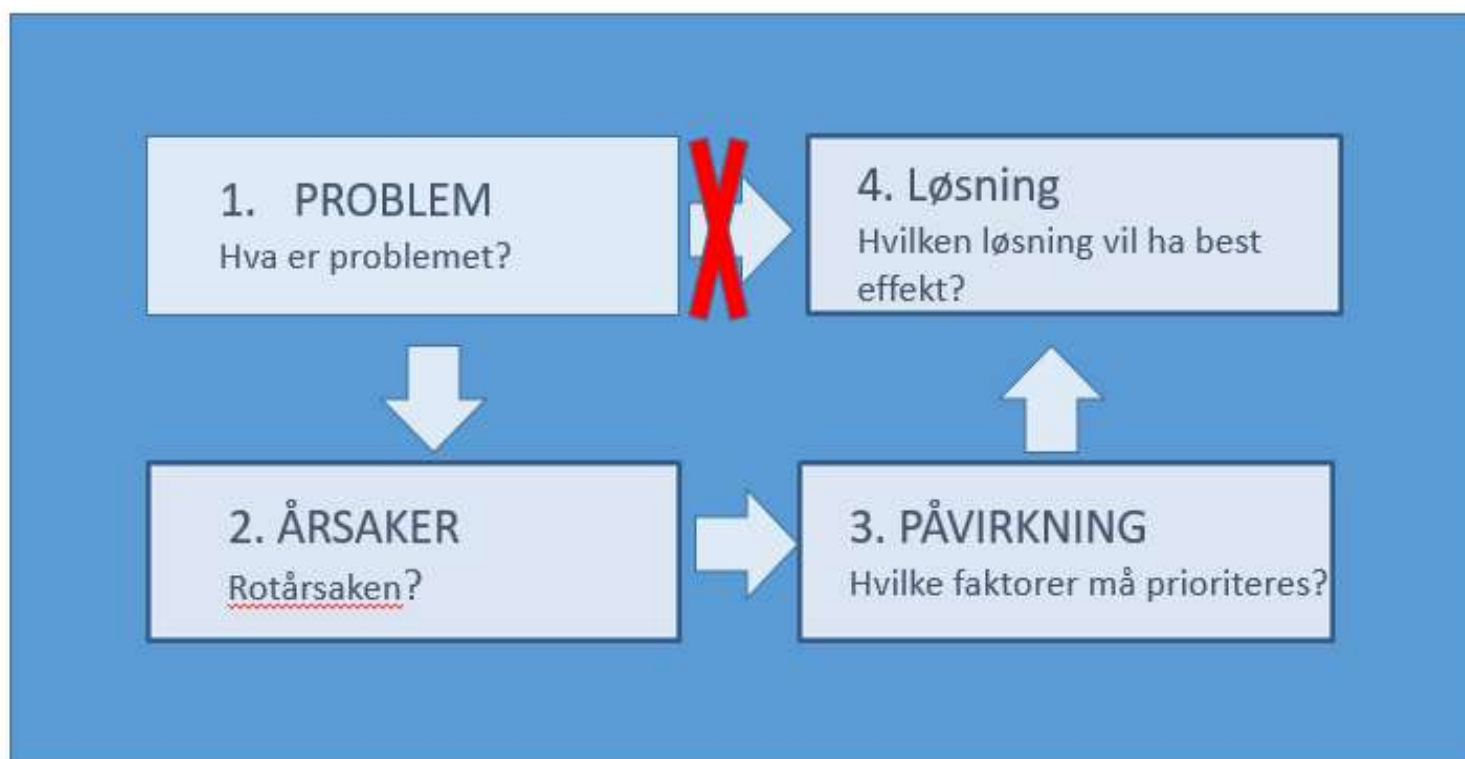 1. PROBLEM
Hva er problemet?
2. ÅRSAKER
Rotårsaken?
3. PÅVIRKNING
Hvilke faktorer må prioriteres?
4. Løsning
Hvilken løsning vil ha best
effekt?